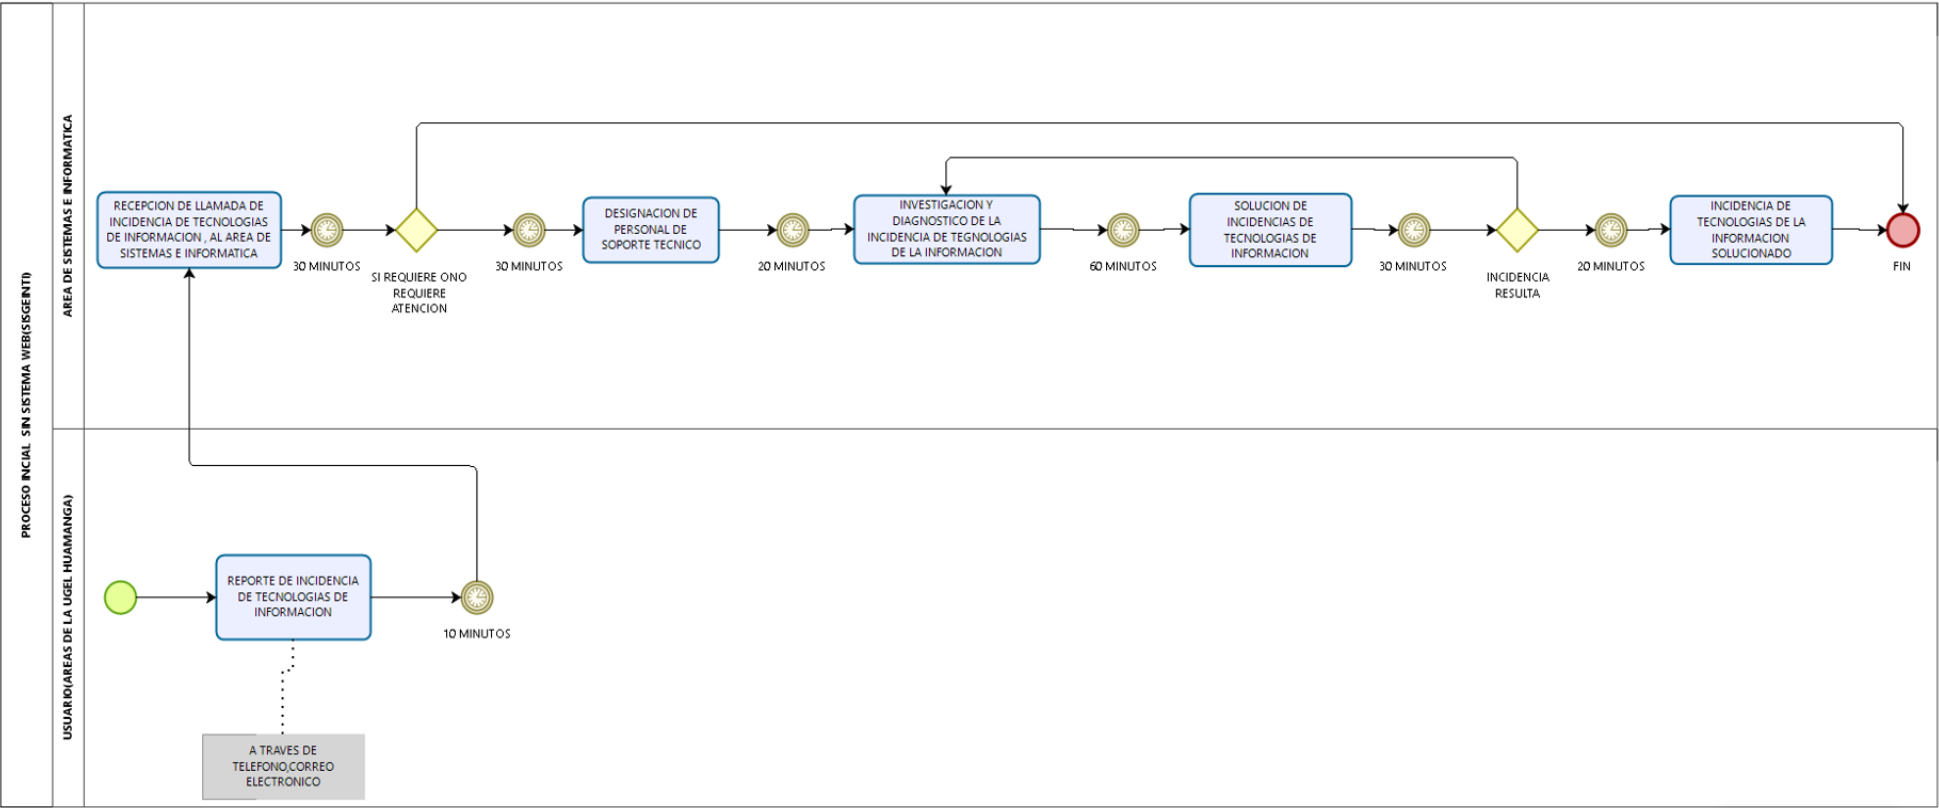 PROCESO INCIAL  SIN SISTEMA WEB(SISGEINTI)
AREA DE SISTEMAS E INFORMATICA
RECEPCION DE LLAMADA DE
INCIDENCIA DE TECNOLOGIAS
DE INFORMACION , AL AREA DE
SISTEMAS E INFORMATICA
30 MINUTOS
SI REQUIERE ONO
REQUIERE
ATENCION
30 MINUTOS
DESIGNACION DE
PERSONAL DE
SOPORTE TECNICO
20 MINUTOS
INVESTIGACION Y
DIAGNOSTICO DE LA
INCIDENCIA DE TEGNOLOGIAS
DE LA INFORMACION
60 MINUTOS
SOLUCION DE
INCIDENCIAS DE
TECNOLOGIAS DE
INFORMACION
30 MINUTOS
INCIDENCIA
RESULTA
20 MINUTOS
INCIDENCIA DE
TECNOLOGIAS DE LA
INFORMACION
SOLUCIONADO
FIN
USUARIO(AREAS DE LA UGEL HUAMANGA)
REPORTE DE INCIDENCIA
DE TECNOLOGIAS DE
INFORMACION
10 MINUTOS
A TRAVES DE
TELEFONO,CORREO
ELECTRONICO